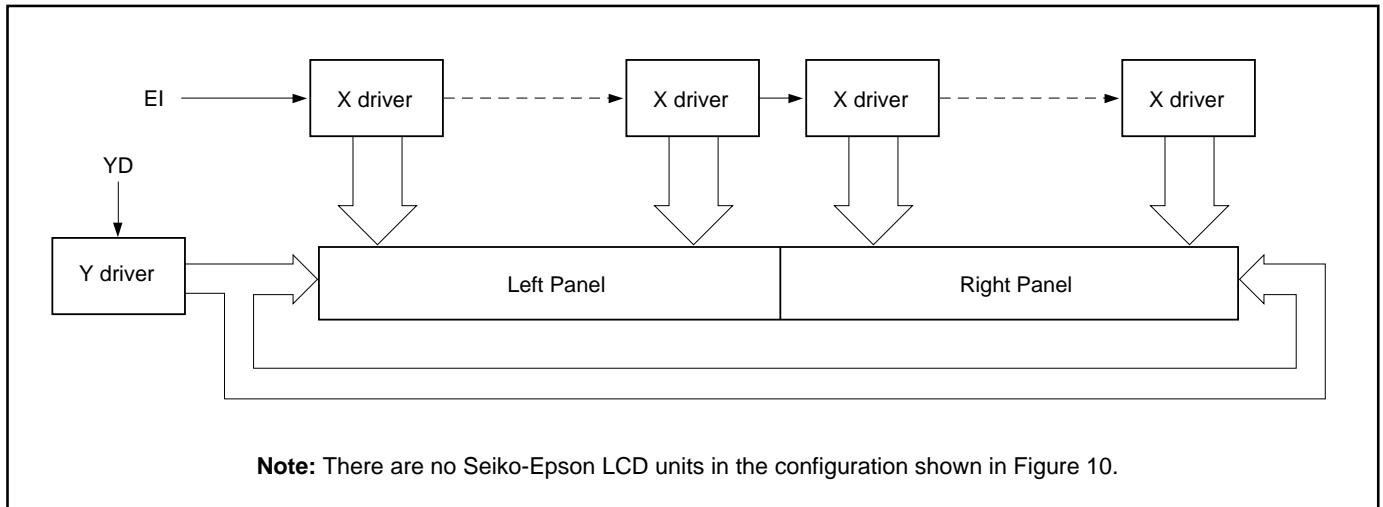 EI
X driver
X driver
X driver
X driver
YD
Y driver
Left Panel
Right Panel
Note: There are no Seiko-Epson LCD units in the configuration shown in Figure 10.